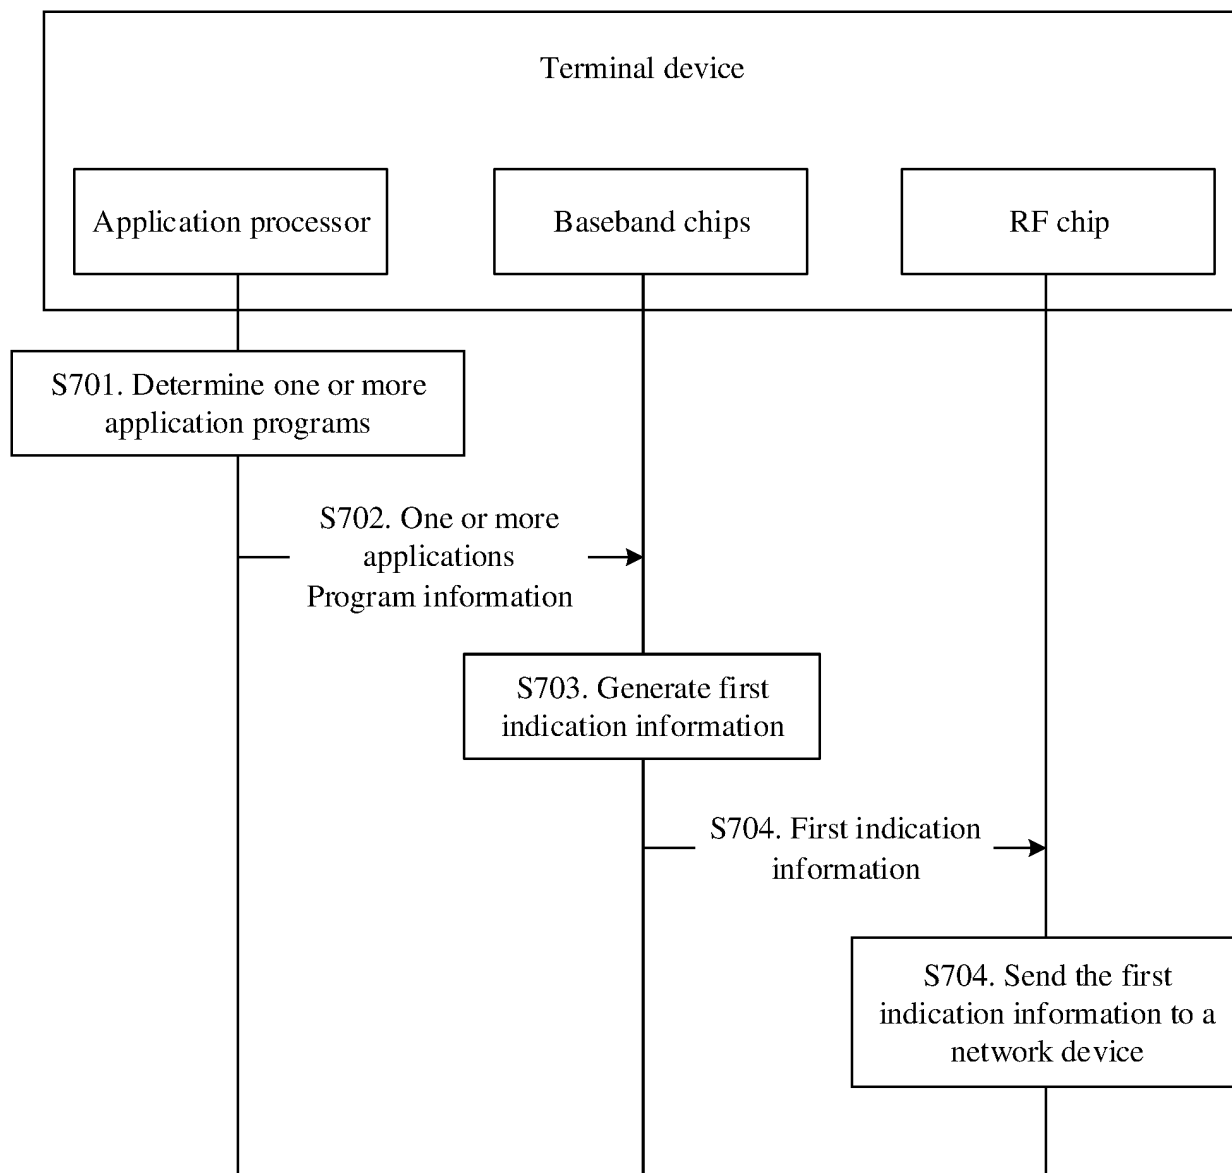 Terminal device
Application processor
Baseband chips
RF chip
S701. Determine one or more
application programs
S702. One or more
applications
Program information
S703. Generate first
indication information
S704. First indication
information
S704. Send the first
indication information to a
network device